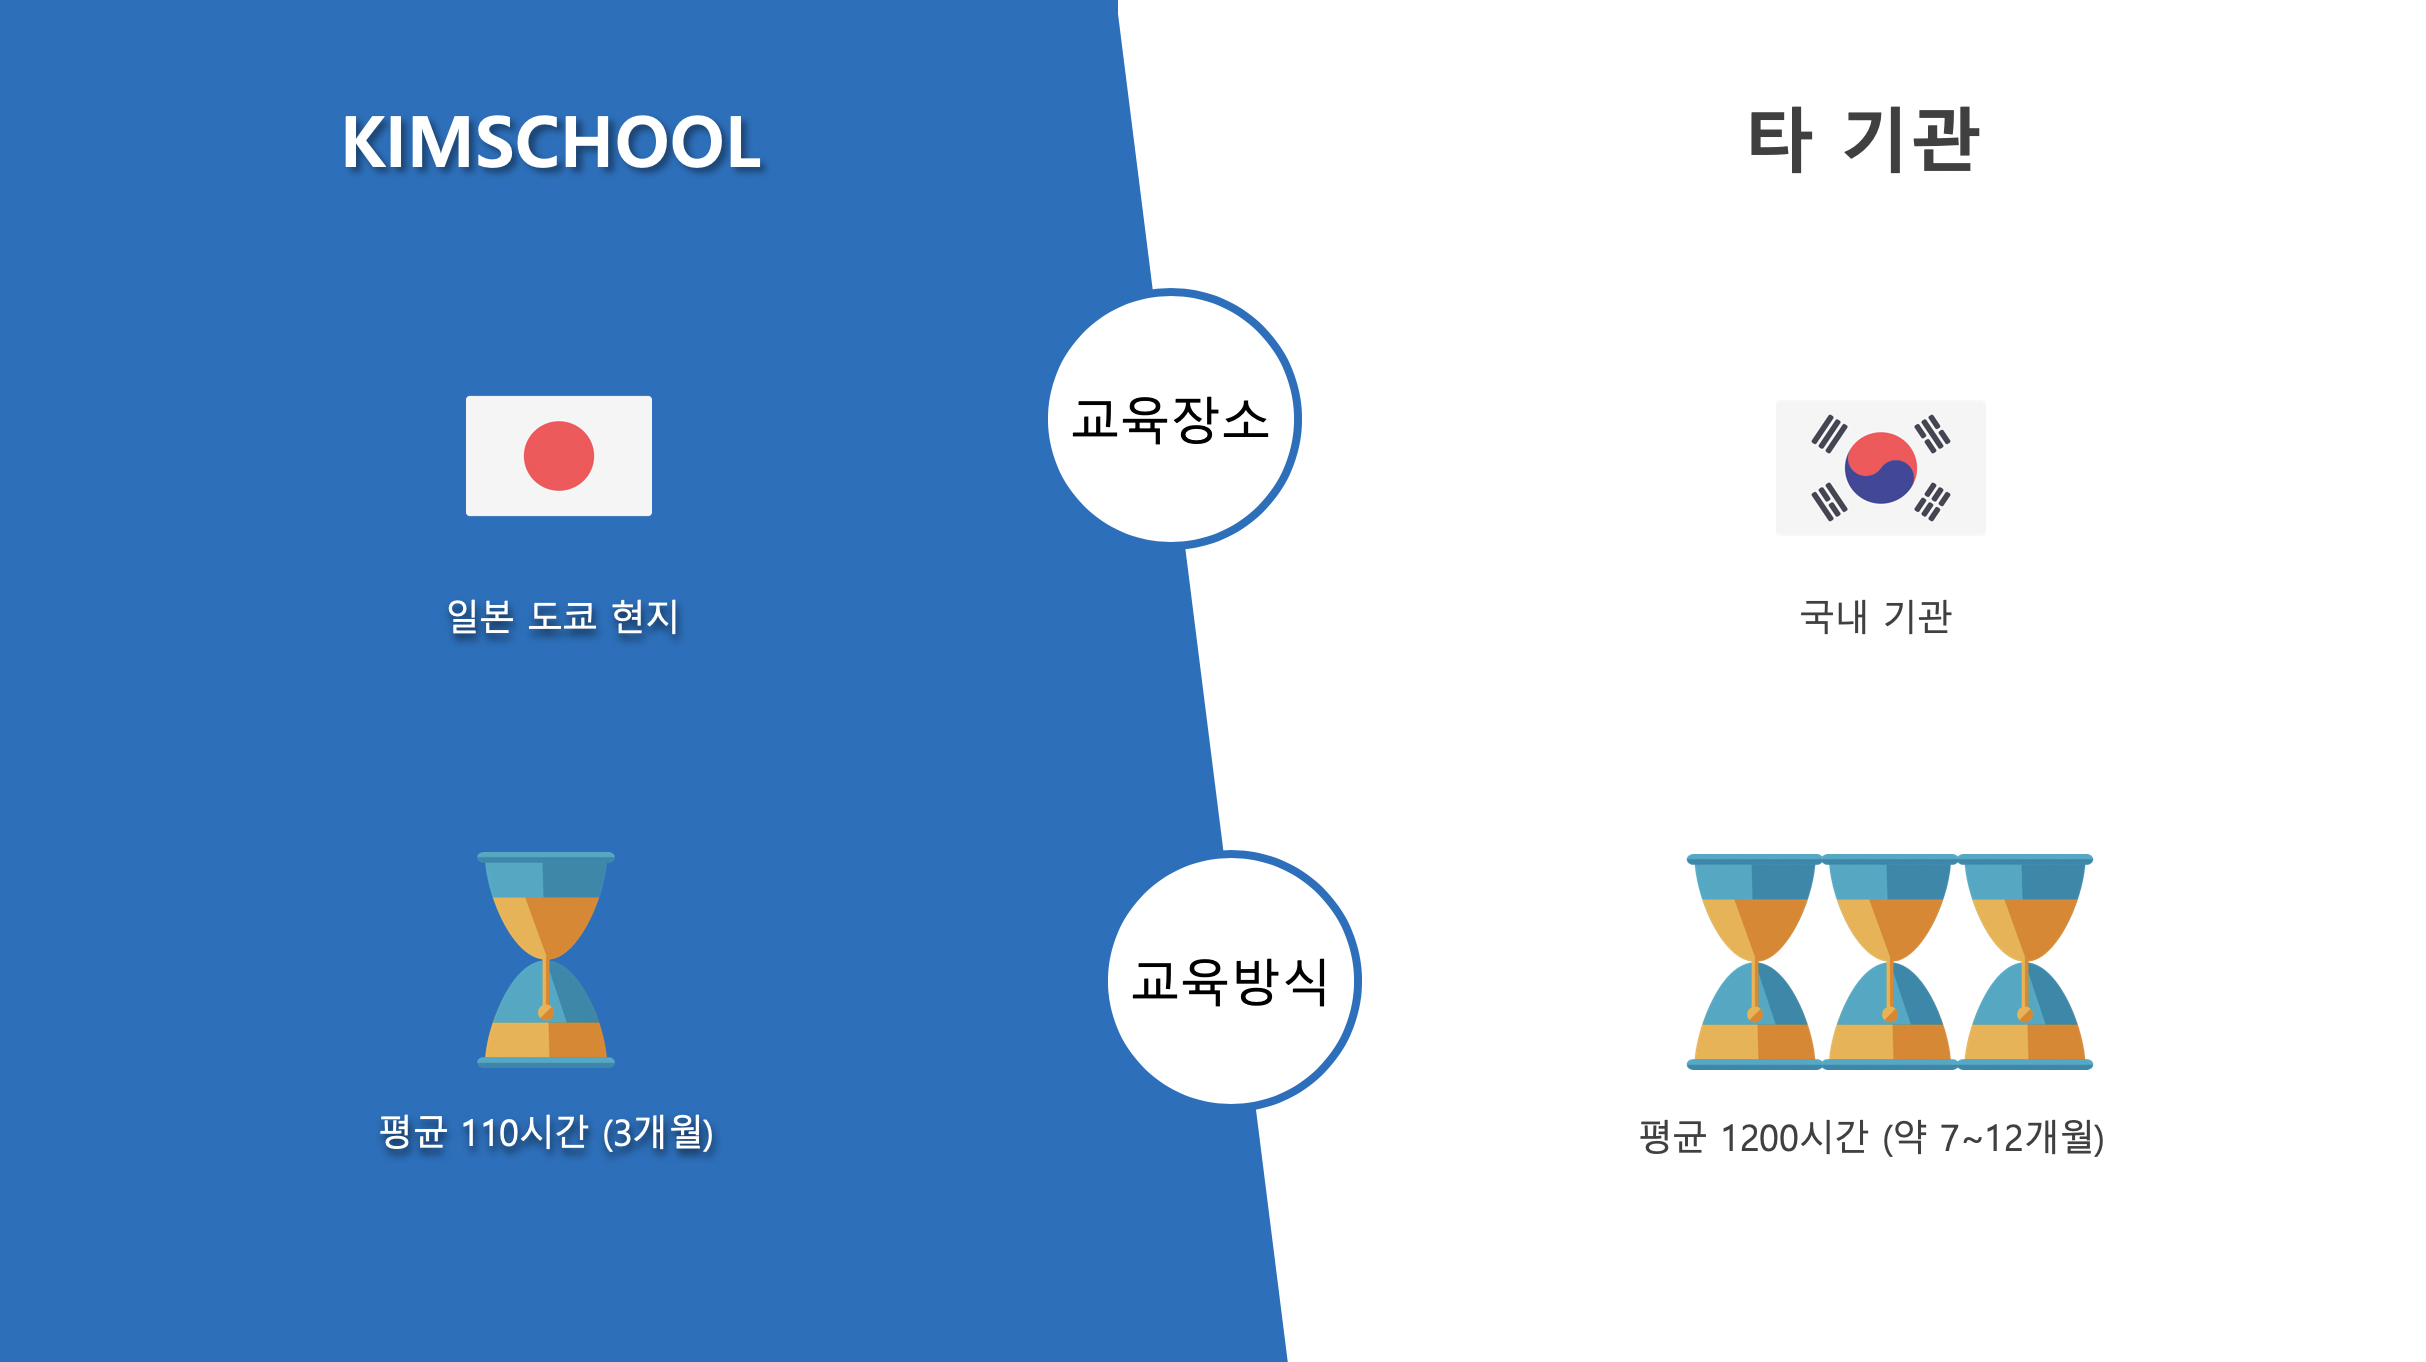 KIMSCHOOL
타 기관
교육장소
일본 도쿄 현지
국내 기관
교육방식
평균 110시간 (3개월)
평균 1200시간 (약 7~12개월)